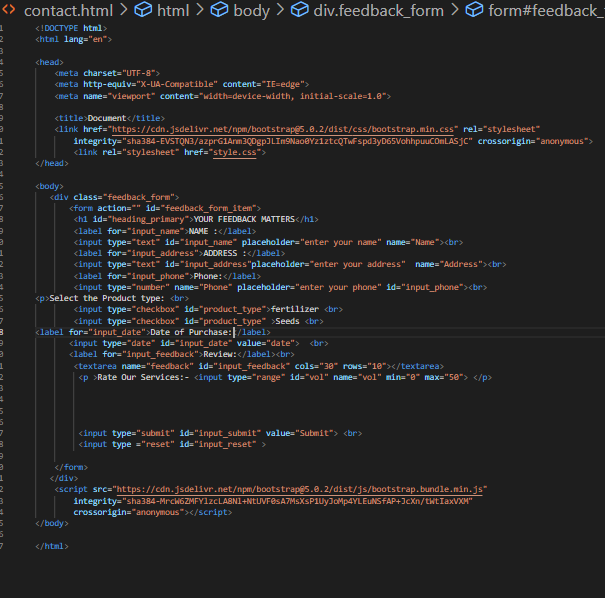 contact.html > html > body > div.feedback_form > form#feedback_
<!DOCTYPE html>
<html lang="en">
<head>
<meta charset="UTF-8">
<meta http-equiv="X-UA-Compatible" content="IE=edge">
<meta name="viewport" content="width=device-width, initial-scale=1.0">
<title>Document</title>
<link href="https://cdn.jsdelivr.net/npm/bootstrap@5.0.2/dist/css/bootstrap.min.css" rel="stylesheet"
integrity="sha384-EVSTQN3/azprG1Anm3QDgpJLIm9Nao0Yz1ztcQTwFspd3yD65VohhpuuCOmLASjC" crossorigin="anonymous">
<link rel="stylesheet" href="style.css">
</head>
<body>
<div class="feedback_form">
<form action="" id="feedback_form_item">
<h1 id="heading_primary">YOUR FEEDBACK MATTERS</h1>
<label for="input_name">NAME :</label>
<input type="text" id="input_name" placeholder="enter your name" name="Name"><br>
<label for="input_address">ADDRESS :</label>
<input type="text" id="input_address"placeholder="enter your address"  name="Address"><br>
<label for="input_phone">Phone:</label>
<input type="number" name="Phone" placeholder="enter your phone" id="input_phone"><br>
<p>Select the Product type: <br>
<input type="checkbox" id="product_type">fertilizer <br>
<input type="checkbox" id="product_type" >Seeds <br>
<label for="input_date">Date of Purchase:</label>
<input type="date" id="input_date" value="date">  <br>
<label for="input_feedback">Review:</label><br>
<textarea name="feedback" id="input_feedback" cols="30" rows="10"></textarea>
<p >Rate Our Services:- <input type="range" id="vol" name="vol" min="0" max="50"> </p>
<input type="submit" id="input_submit" value="Submit"> <br>
<input type ="reset" id="input_reset" >
</form>
</div>
<script src="https://cdn.jsdelivr.net/npm/bootstrap@5.0.2/dist/js/bootstrap.bundle.min.js"
integrity="sha384-MrcW6ZMFYlzcLA8Nl+NtUVF0sA7MsXsP1UyJoMp4YLEuNSfAP+JcXn/tWtIaxVXM"
crossorigin="anonymous"></script>
</body>
</html>